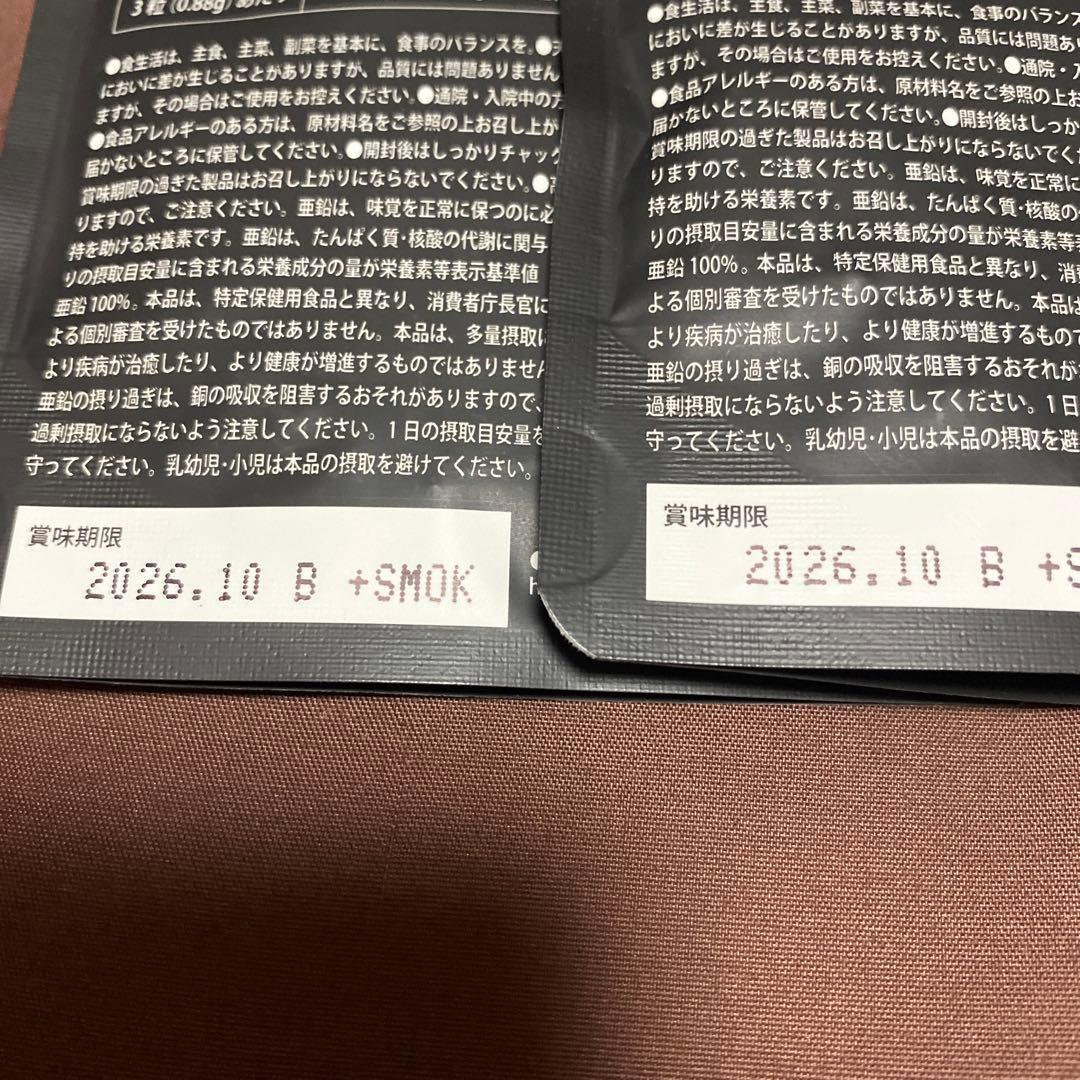 3粒(0.88g)あたり
●食生活は、主食、主菜、副菜を基本に、食事のバランスを。●天
においに差が生じることがありますが、品質には問題ありません
ますが、その場合はご使用をお控えください。●通院・入院中の方
●食品アレルギーのある方は、原材料名をご参照の上お召し上が
届かないところに保管してください。●開封後はしっかりチャック
賞味期限の過ぎた製品はお召し上がりにならないでください。●
りますので、ご注意ください。亜鉛は、味覚を正常に保つのに必
持を助ける栄養素です。亜鉛は、たんぱく質・核酸の代謝に関与
りの摂取目安量に含まれる栄養成分の量が栄養素等表示基準値
亜鉛100%。本品は、特定保健用食品と異なり、消費者庁長官に
よる個別審査を受けたものではありません。本品は、多量摂取に
より疾病が治癒したり、より健康が増進するものではありません
亜鉛の摂り過ぎは、銅の吸収を阻害するおそれがありますので、
過剰摂取にならないよう注意してください。1日の摂取目安量を
守ってください。乳幼児・小児は本品の摂取を避けてください。
賞味期限
2026.10 B +SMOK
●食生活は、主食、主菜、副菜を基本に、食事のバランス
においに差が生じることがありますが、品質には問題あり
ますが、その場合はご使用をお控えください。●通院・入
●食品アレルギーのある方は、原材料名をご参照の上お
届かないところに保管してください。●開封後はしっか
賞味期限の過ぎた製品はお召し上がりにならないでくだ
りますので、ご注意ください。亜鉛は、味覚を正常に
持を助ける栄養素です。亜鉛は、たんぱく質・核酸の
りの摂取目安量に含まれる栄養成分の量が栄養素等
亜鉛100%。本品は、特定保健用食品と異なり、消
よる個別審査を受けたものではありません。本品は
より疾病が治癒したり、より健康が増進するもので
亜鉛の摂り過ぎは、銅の吸収を阻害するおそれが
過剰摂取にならないよう注意してください。1日
守ってください。乳幼児・小児は本品の摂取を避
賞味期限
2026.10 B +S